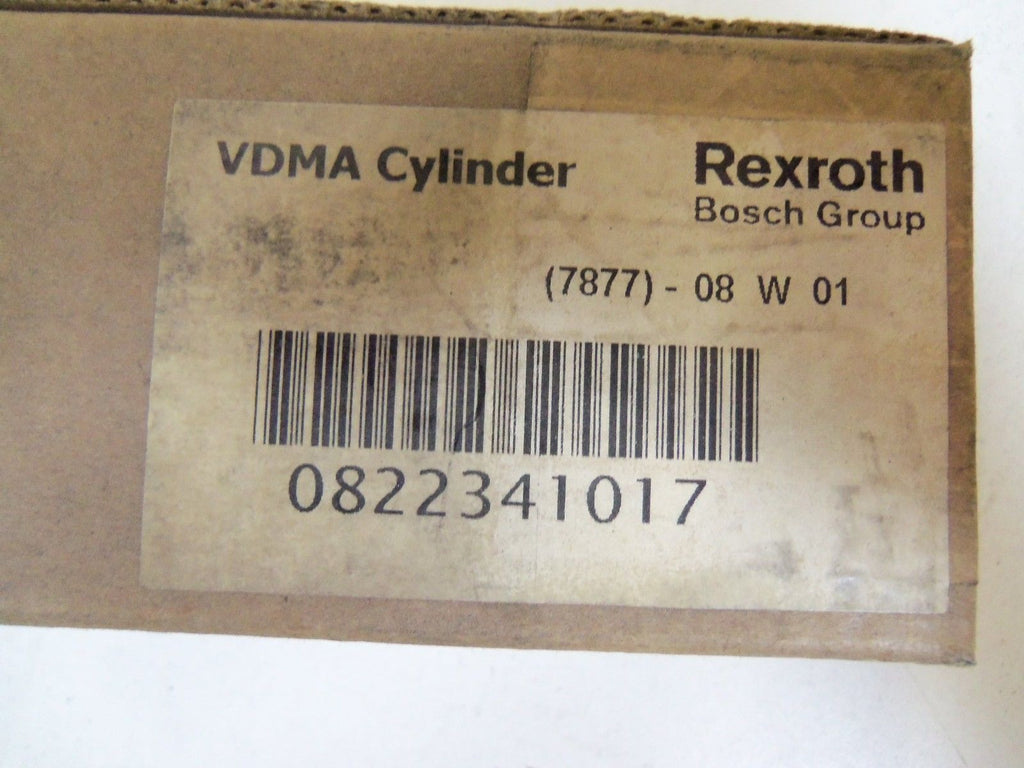 VDMA Cylinder
Rexroth
Bosch Group
(7877) - 08 W 01
0822341017